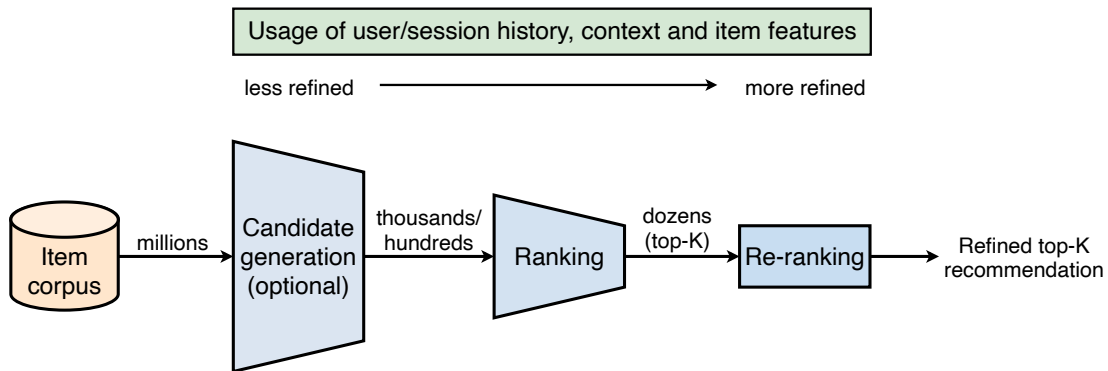 Usage of user/session history, context and item features
less refined
more refined
Item
corpus
millions
Candidate
generation
(optional)
thousands/
hundreds
Ranking
dozens
(top-K)
Re-ranking
Refined top-K
recommendation